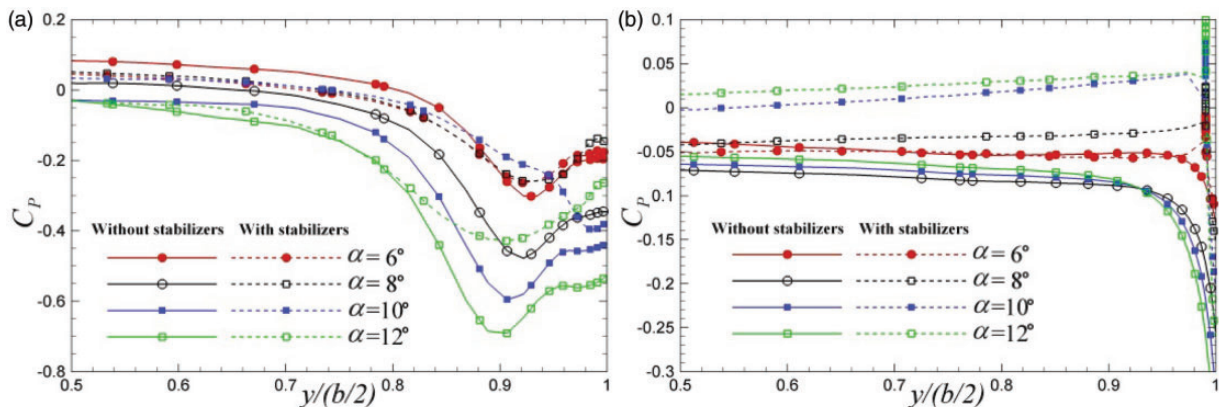 (a)
0.2
0
-0.2
-0.4
-0.6
-0.8
C_P
Without stabilizers With stabilizers
α=6°
α=8°
α=10°
α=12°
0.5 0.6 0.7 0.8 0.9 1
y/(b/2)
(b)
0.1
0.05
0
-0.05
0.1
-0.15
-0.2
-0.25
-0.3
C_P
Without stabilizers With stabilizers
α=6°
α=8°
α=10°
α=12°
0.5 0.6 0.7 0.8 0.9 1
y/(b/2)